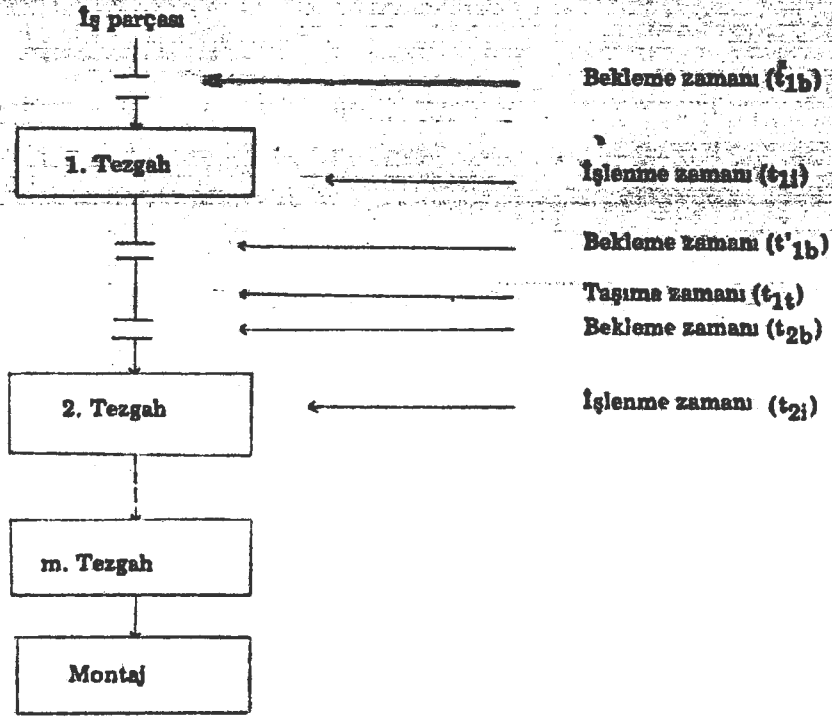 İş parçası
Bekleme zamanı (t1b)
1. Tezgah
İşlenme zamanı (t1i)
Bekleme zamanı (t'1b)
Taşıma zamanı (t1t)
Bekleme zamanı (t2b)
2. Tezgah
İşlenme zamanı (t2i)
m. Tezgah
Montaj